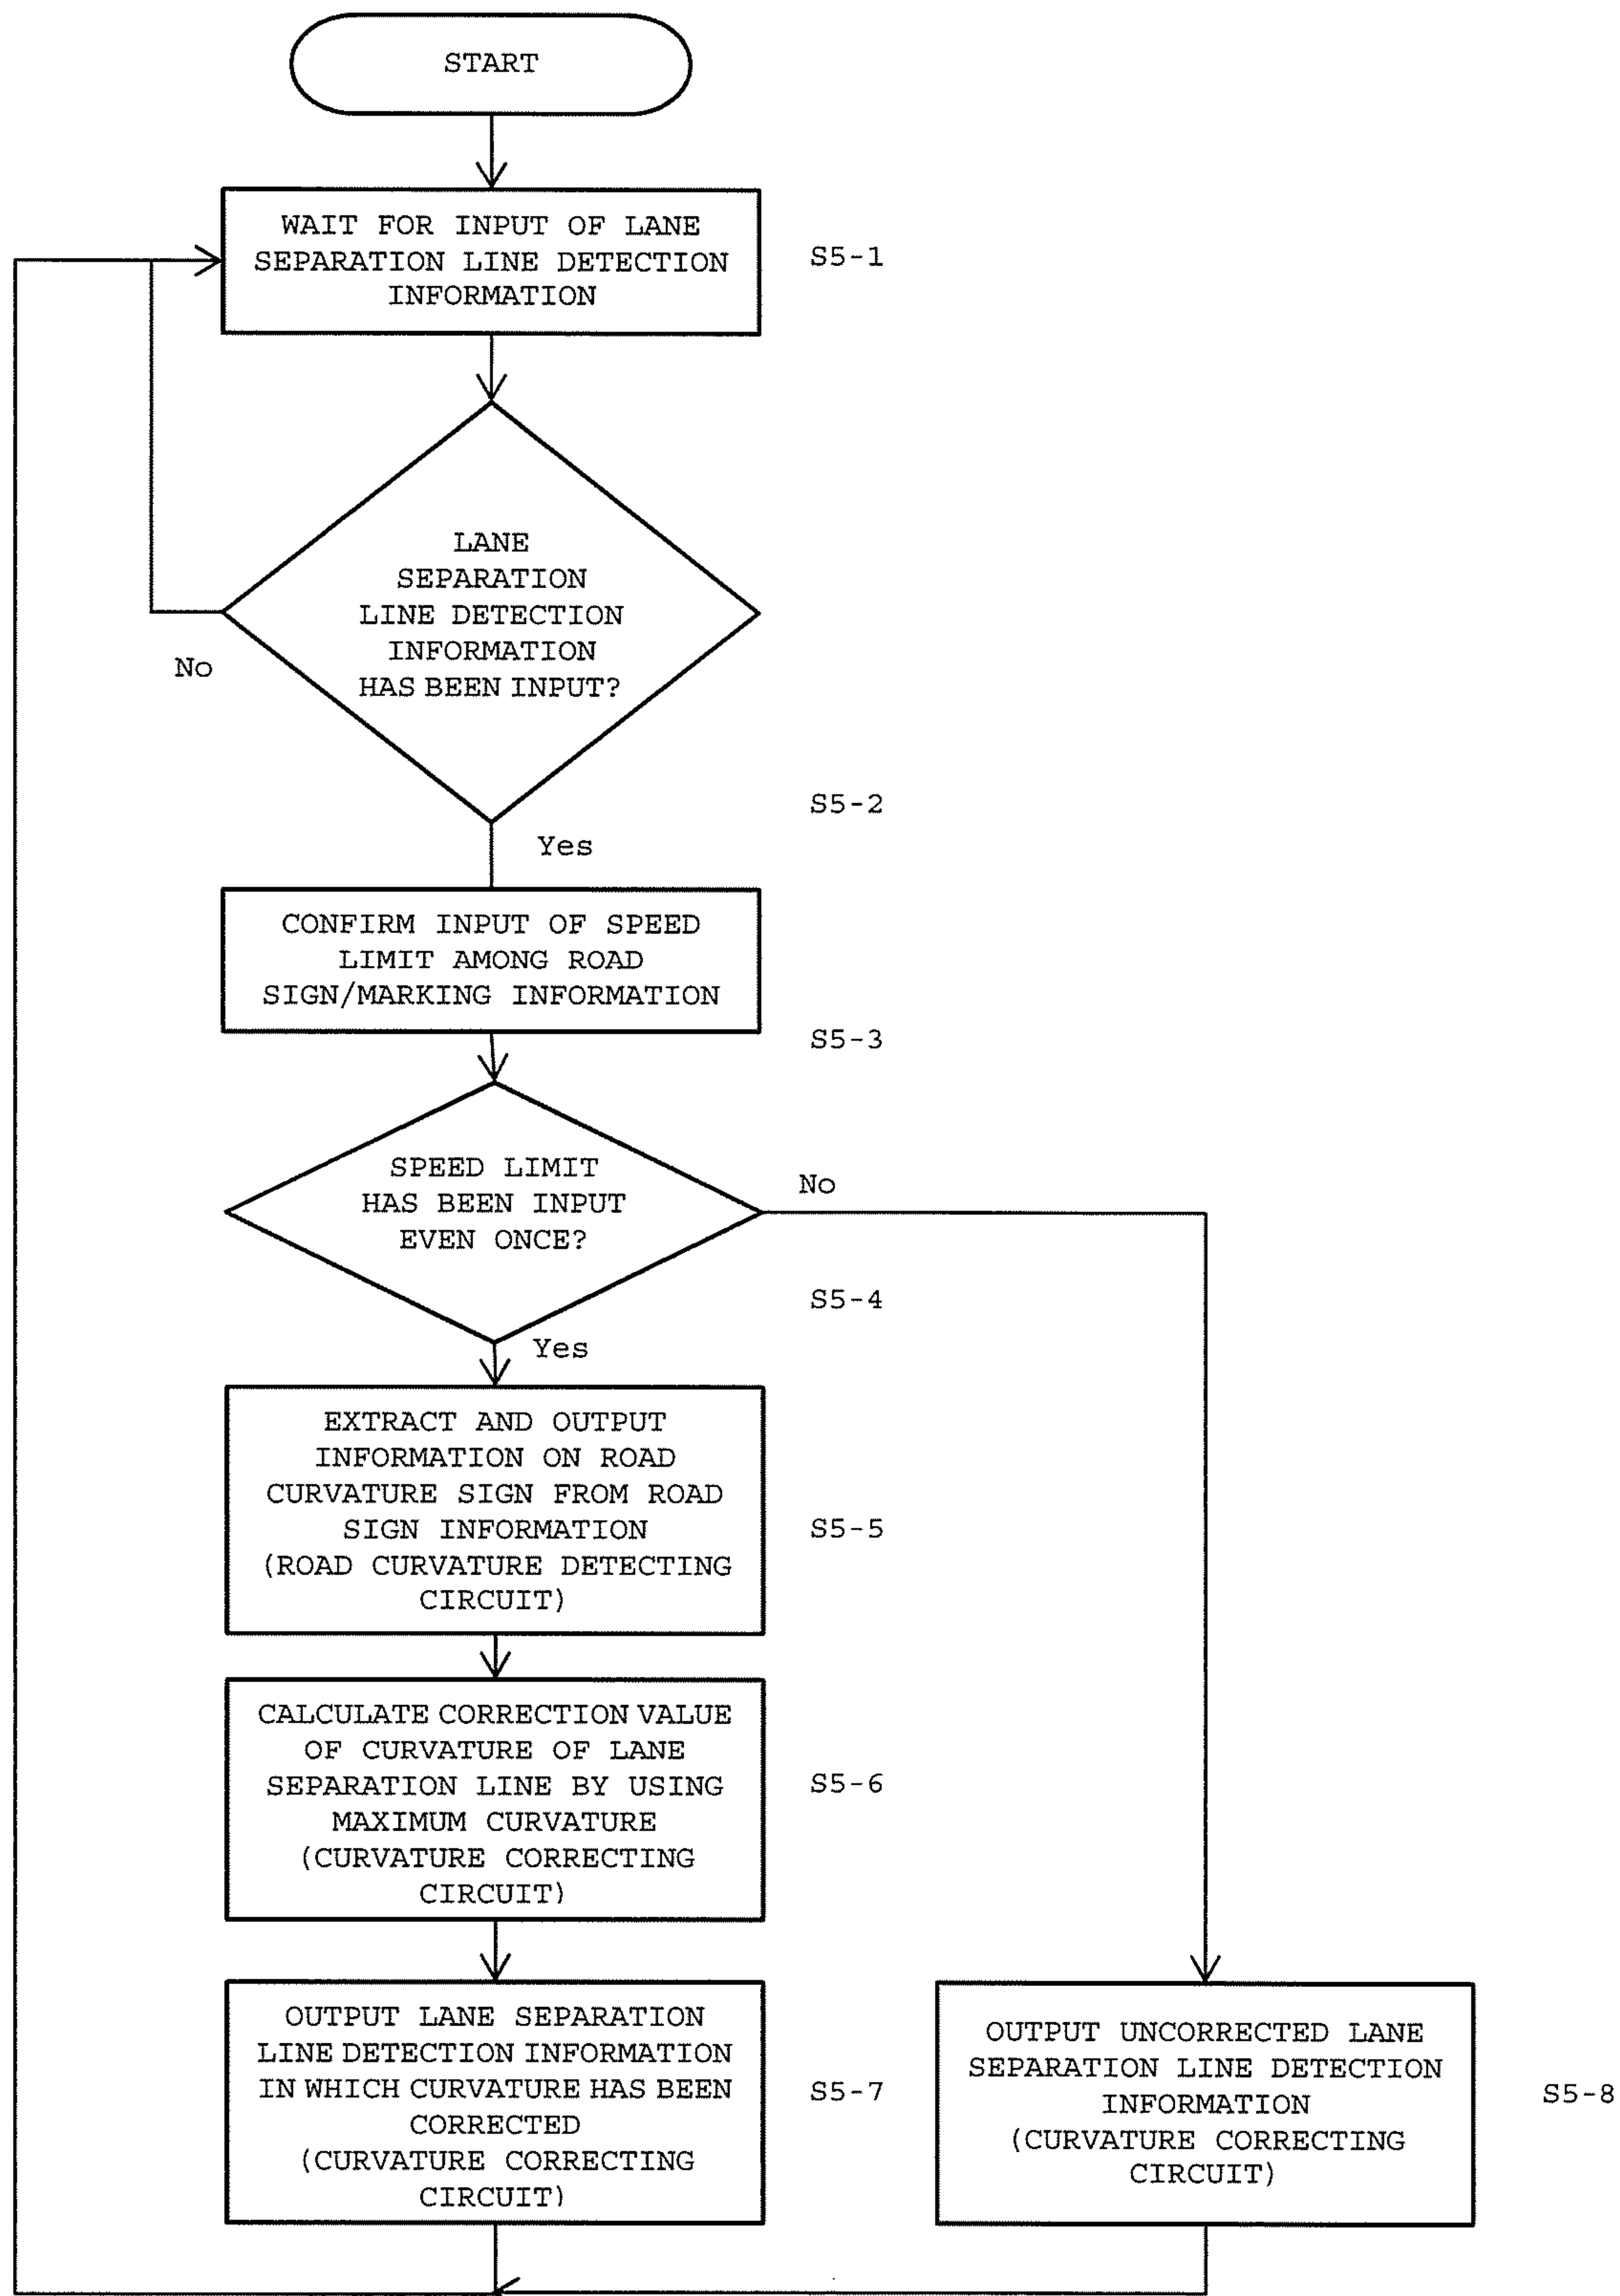 START
WAIT FOR INPUT OF LANE
SEPARATION LINE DETECTION
INFORMATION
S5-1
LANE
SEPARATION
LINE DETECTION
INFORMATION
HAS BEEN INPUT?
No
S5-2
Yes
CONFIRM INPUT OF SPEED
LIMIT AMONG ROAD
SIGN/MARKING INFORMATION
S5-3
SPEED LIMIT
HAS BEEN INPUT
EVEN ONCE?
No
S5-4
Yes
EXTRACT AND OUTPUT
INFORMATION ON ROAD
CURVATURE SIGN FROM ROAD
SIGN INFORMATION
(ROAD CURVATURE DETECTING
CIRCUIT)
S5-5
CALCULATE CORRECTION VALUE
OF CURVATURE OF LANE
SEPARATION LINE BY USING
MAXIMUM CURVATURE
(CURVATURE CORRECTING
CIRCUIT)
S5-6
OUTPUT LANE SEPARATION
LINE DETECTION INFORMATION
IN WHICH CURVATURE HAS BEEN
CORRECTED
(CURVATURE CORRECTING
CIRCUIT)
S5-7
OUTPUT UNCORRECTED LANE
SEPARATION LINE DETECTION
INFORMATION
(CURVATURE CORRECTING
CIRCUIT)
S5-8